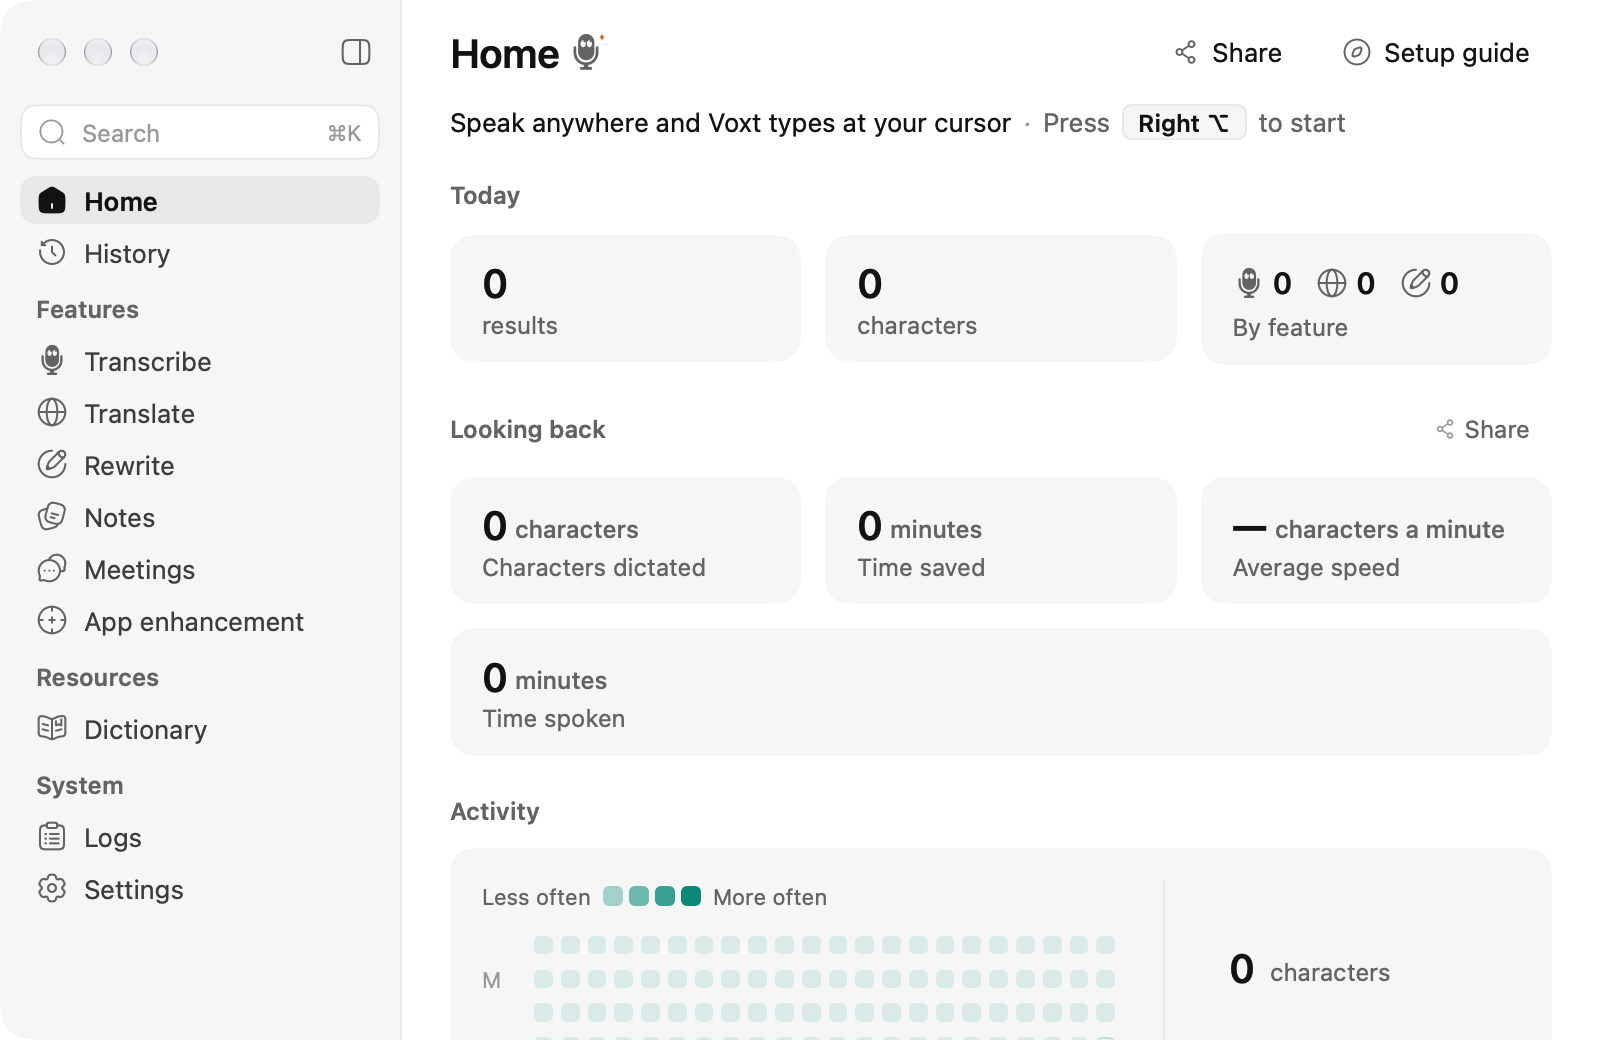 Search ⌘K
Home
History
Features
Transcribe
Translate
Rewrite
Notes
Meetings
App enhancement
Resources
Dictionary
System
Logs
Settings
Home
Share
Setup guide
Speak anywhere and Voxt types at your cursor · Press Right ⌥ to start
Today
0
results
0
characters
0 0 0
By feature
Looking back
Share
0 characters
Characters dictated
0 minutes
Time saved
— characters a minute
Average speed
0 minutes
Time spoken
Activity
Less often More often
M
0 characters